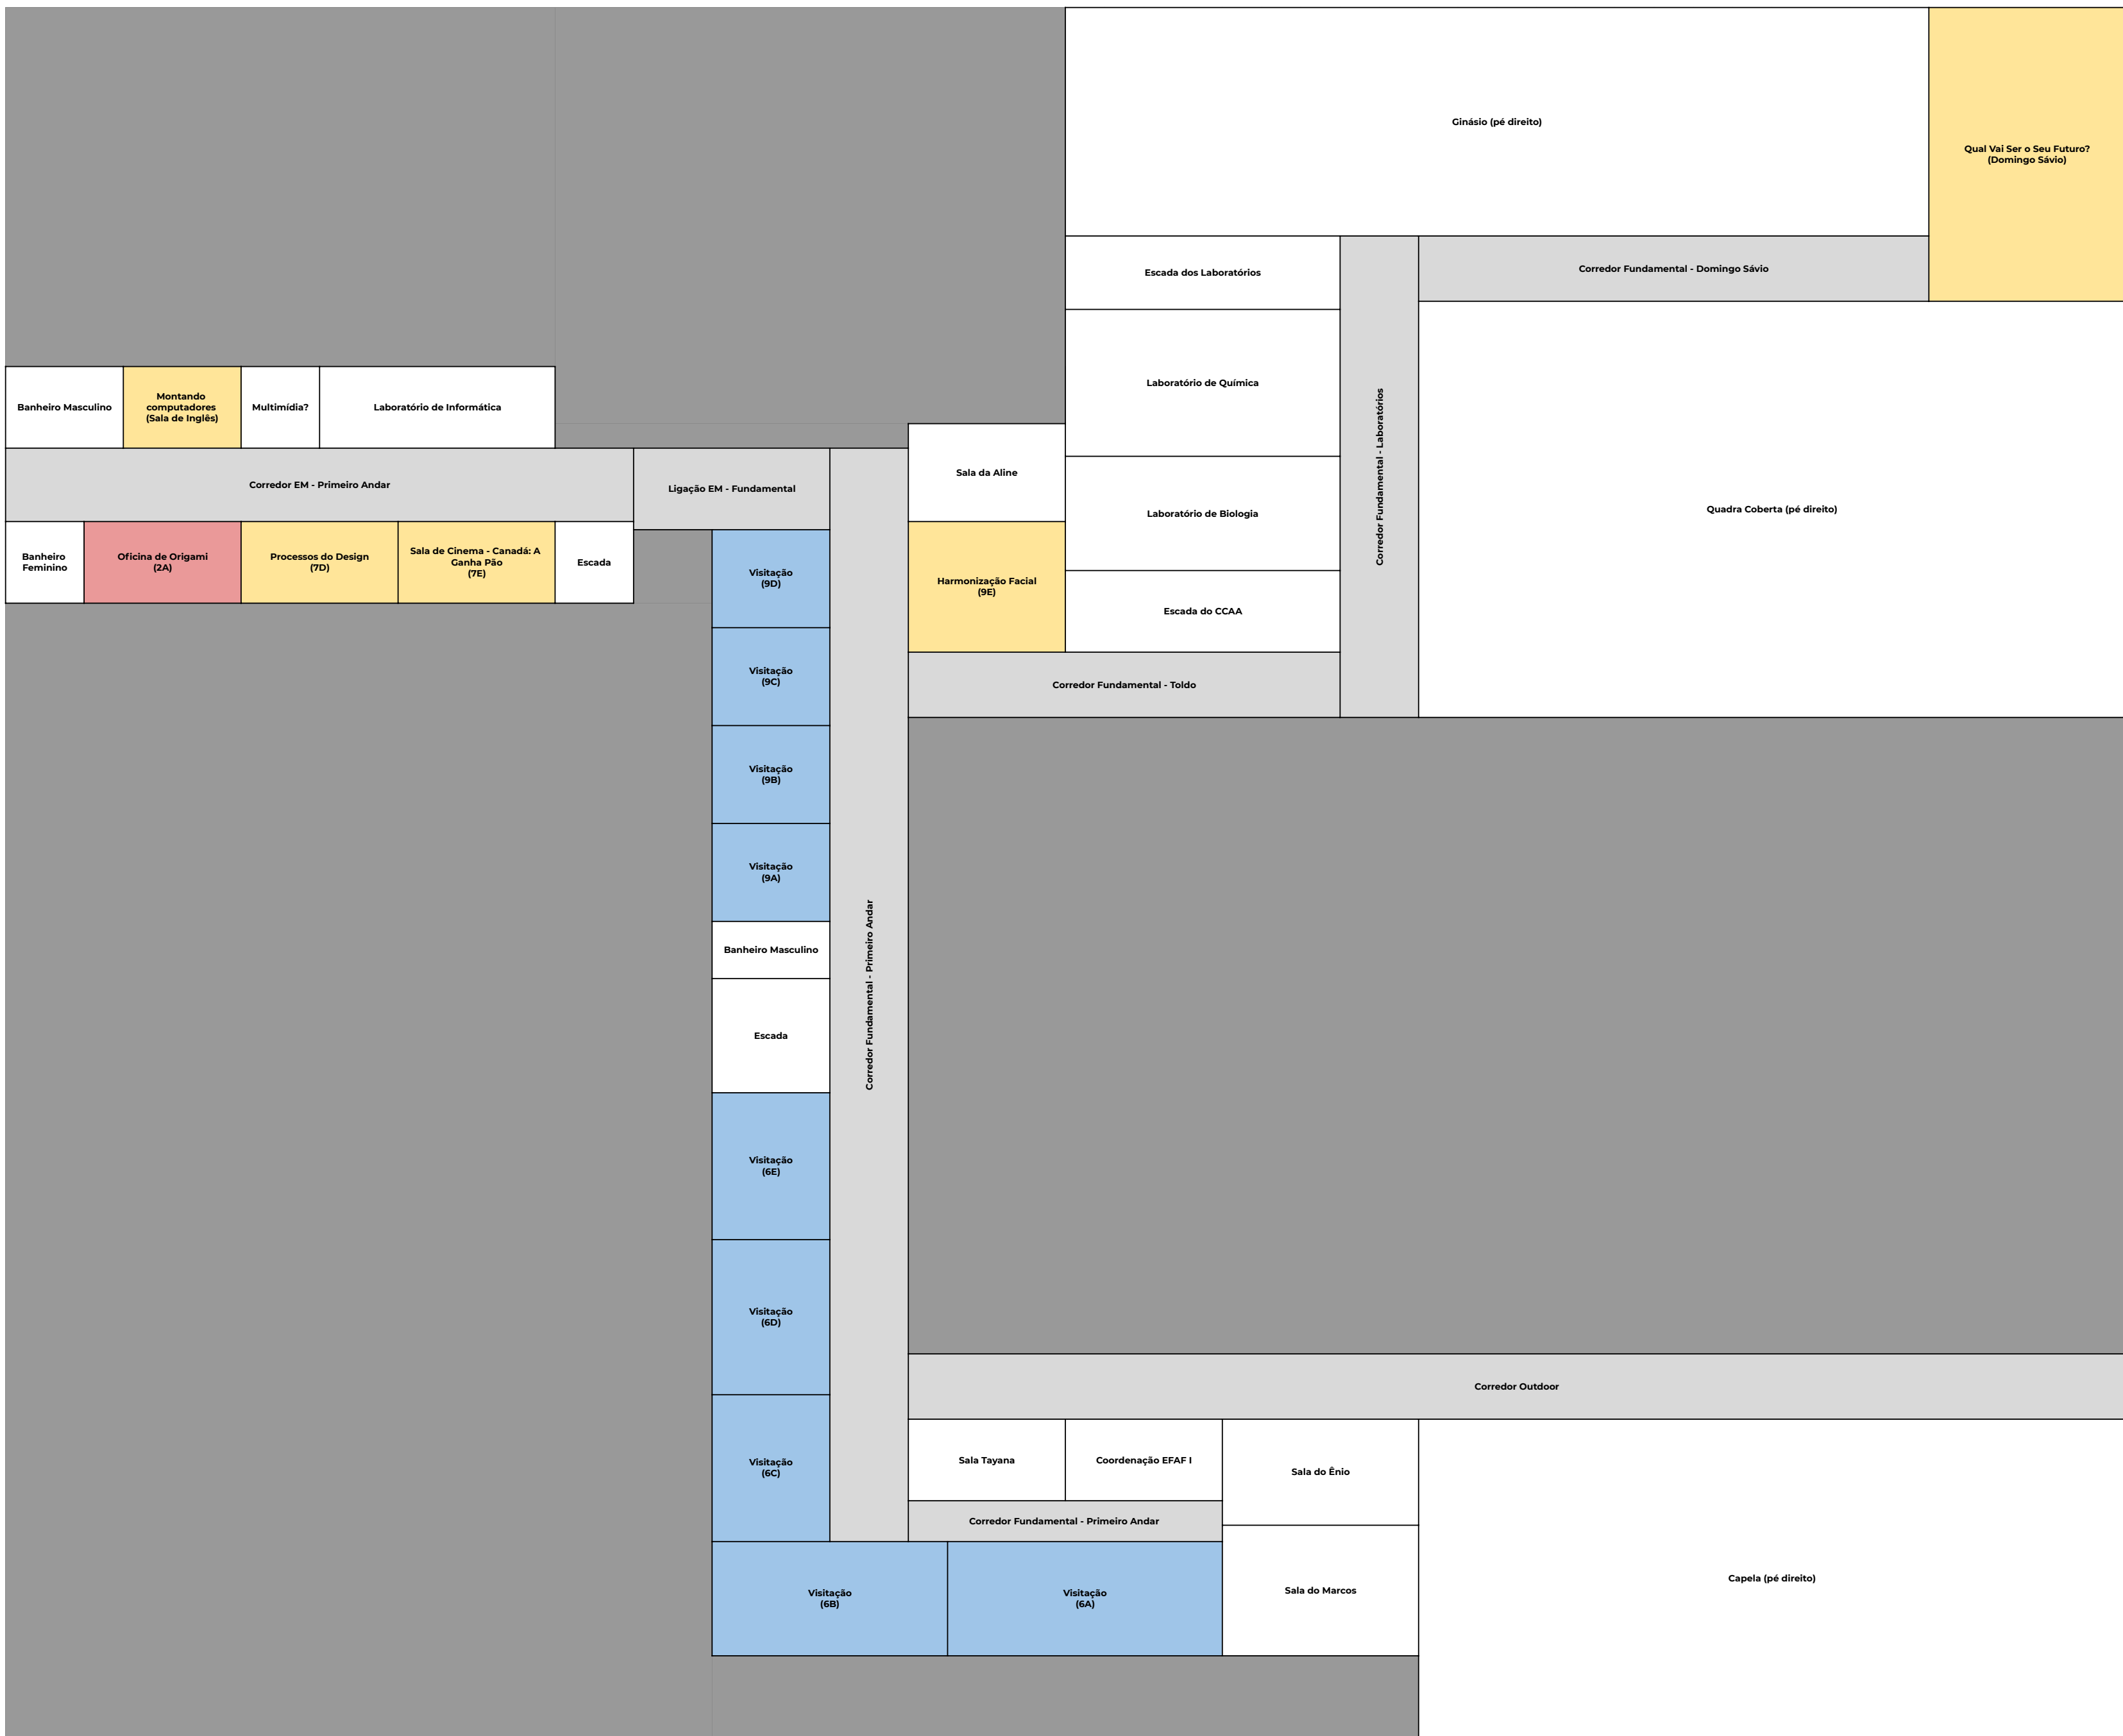 Ginásio (pé direito)
Qual Vai Ser o Seu Futuro?
(Domingo Sávio)
Escada dos Laboratórios
Corredor Fundamental - Domingo Sávio
Laboratório de Química
Corredor Fundamental - Laboratórios
Banheiro Masculino
Montando
computadores
(Sala de Inglês)
Multimídia?
Laboratório de Informática
Sala da Aline
Corredor EM - Primeiro Andar
Ligação EM - Fundamental
Laboratório de Biologia
Quadra Coberta (pé direito)
Banheiro
Feminino
Oficina de Origami
(2A)
Processos do Design
(7D)
Sala de Cinema - Canadá: A
Ganha Pão
(7E)
Escada
Visitação
(9D)
Harmonização Facial
(9E)
Escada do CCAA
Visitação
(9C)
Corredor Fundamental - Toldo
Visitação
(9B)
Visitação
(9A)
Corredor Fundamental - Primeiro Andar
Banheiro Masculino
Escada
Visitação
(6E)
Visitação
(6D)
Corredor Outdoor
Visitação
(6C)
Sala Tayana
Coordenação EFAF I
Sala do Ênio
Corredor Fundamental - Primeiro Andar
Visitação
(6B)
Visitação
(6A)
Sala do Marcos
Capela (pé direito)